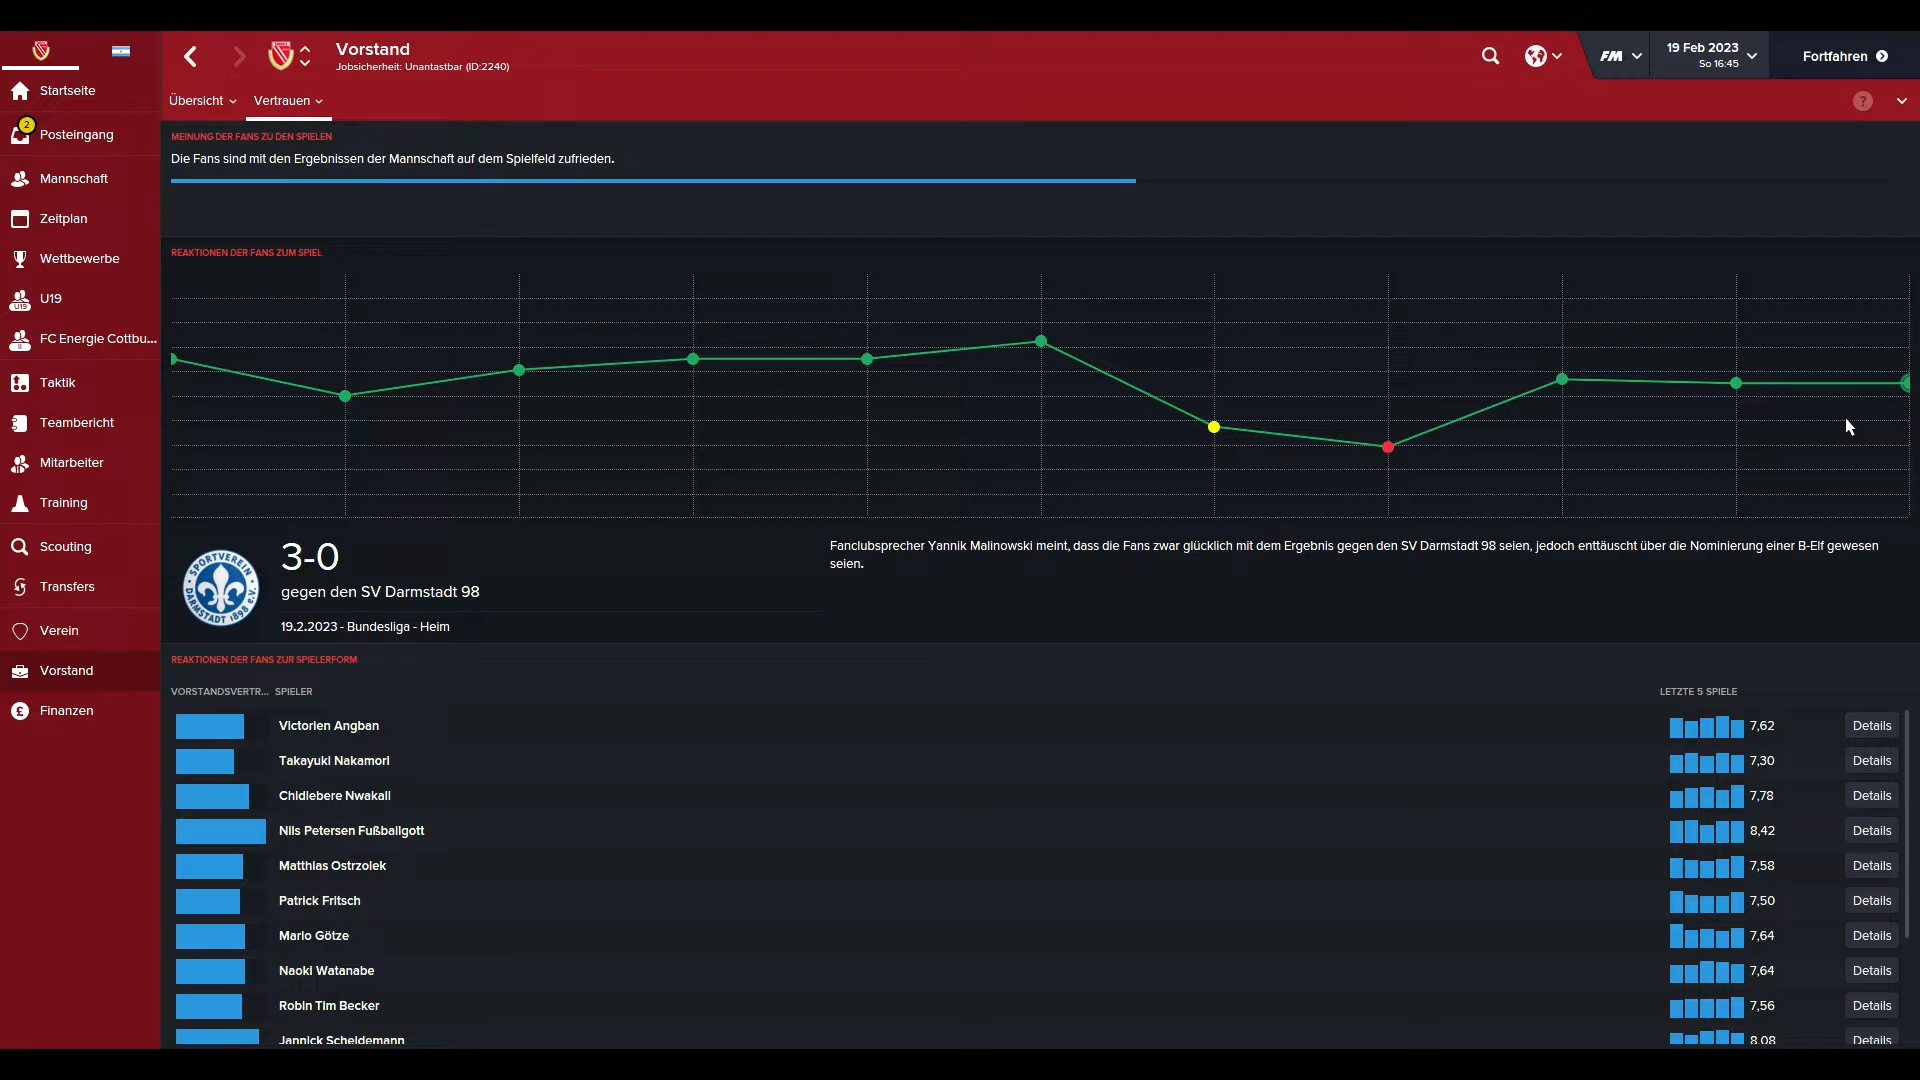 Vorstand
Jobsicherheit: Unantastbar (ID:2240)
FM
19 Feb 2023
So 16:45
Fortfahren
Übersicht
Vertrauen
?
Startseite
2
Posteingang
Mannschaft
Zeitplan
Wettbewerbe
U19
U19
FC Energie Cottbu...
II
Taktik
Teambericht
Mitarbeiter
Training
Scouting
Transfers
Verein
Vorstand
£
Finanzen
MEINUNG DER FANS ZU DEN SPIELEN
Die Fans sind mit den Ergebnissen der Mannschaft auf dem Spielfeld zufrieden.
REAKTIONEN DER FANS ZUM SPIEL
SPORTVEREIN
DARMSTADT 1898 E.V.
3-0
gegen den SV Darmstadt 98
19.2.2023 - Bundesliga - Heim
Fanclubsprecher Yannik Malinowski meint, dass die Fans zwar glücklich mit dem Ergebnis gegen den SV Darmstadt 98 seien, jedoch enttäuscht über die Nominierung einer B-Elf gewesen
seien.
REAKTIONEN DER FANS ZUR SPIELERFORM
VORSTANDSVERTR... SPIELER LETZTE 5 SPIELE
Victorien Angban 7,62 Details
Takayuki Nakamori 7,30 Details
Chidiebere Nwakali 7,78 Details
Nils Petersen Fußballgott 8,42 Details
Matthias Ostrzolek 7,58 Details
Patrick Fritsch 7,50 Details
Mario Götze 7,64 Details
Naoki Watanabe 7,64 Details
Robin Tim Becker 7,56 Details
Jannick Scheidemann 8,08 Details